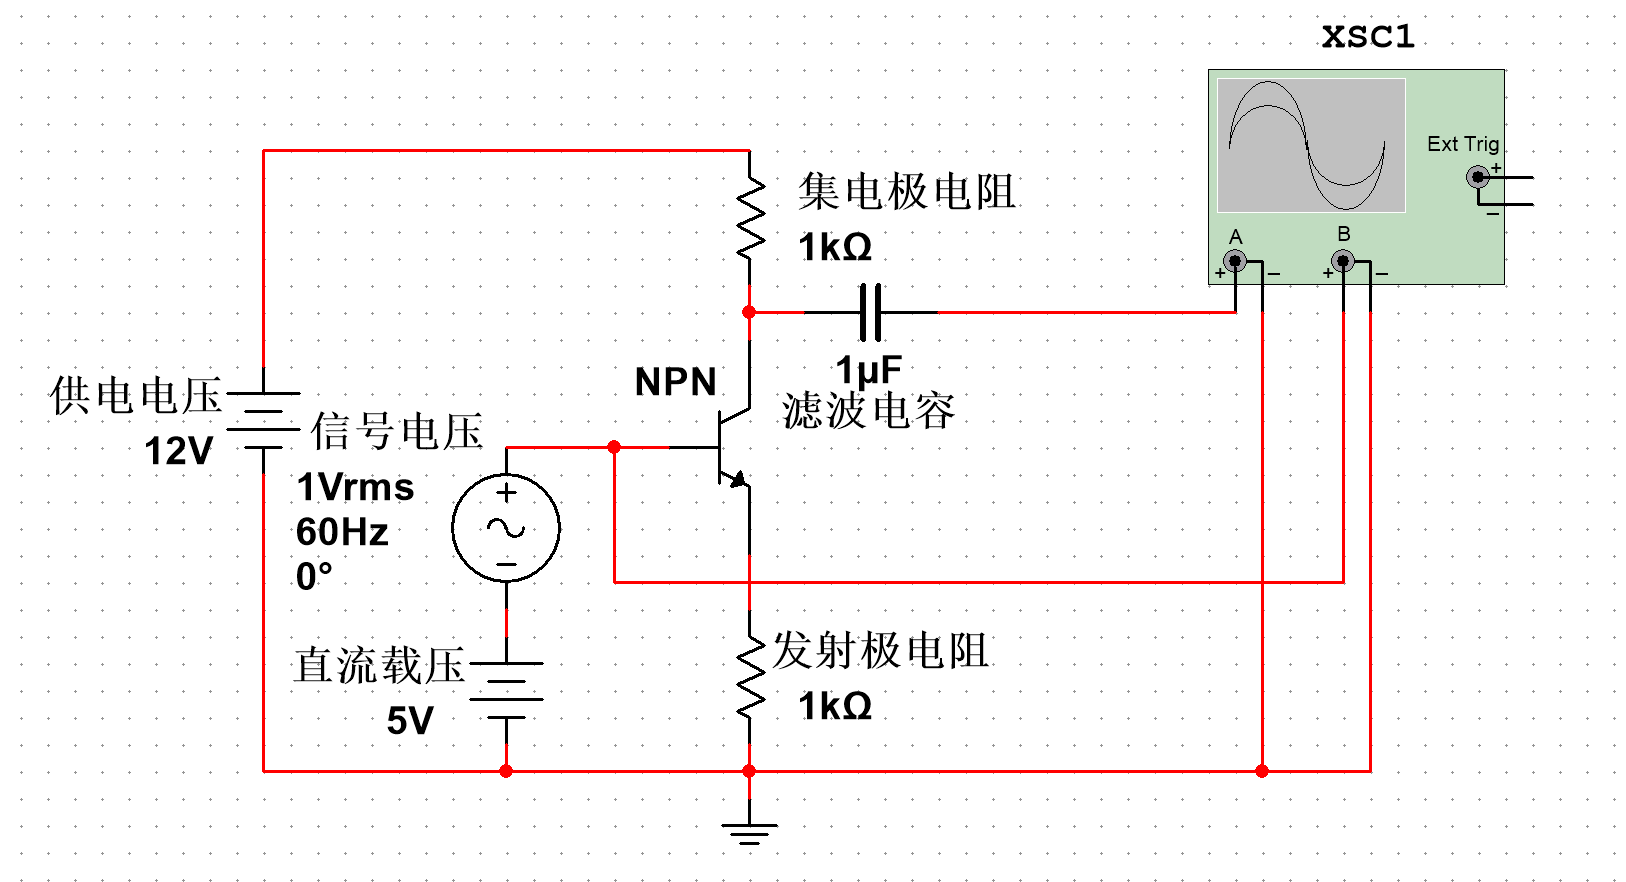 XSC1
Ext Trig
+
−
A
B
+
−
+
−
集电极电阻
1kΩ
1µF
滤波电容
NPN
供电电压
12V
信号电压
1Vrms
60Hz
0°
+
−
直流载压
5V
发射极电阻
1kΩ